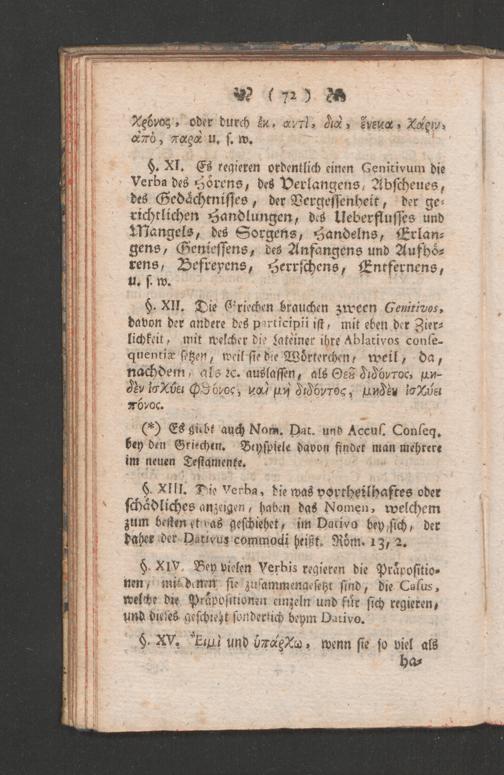 ( 72 )
χρόνος, oder durch ἐκ, αντὶ, διὰ, ἕνεκα, χάριν,
ἀπὸ, παρὰ u. s. w.
§. XI. Es regieren ordentlich einen Genitivum die
Verba des Hörens, des Verlangens, Abscheues,
des Gedächtnisses, der Vergessenheit, der ge-
richtlichen Handlungen, des Ueberflusses und
Mangels, des Sorgens, Handelns, Erlan-
gens, Geniessens, des Anfangens und Aufhö-
rens, Befreyens, Herrschens, Entfernens,
u. s. w.
§. XII. Die Griechen brauchen zween Genitivos,
davon der andere des participii ist, mit eben der Zier-
lichkeit, mit welcher die Lateiner ihre Ablativos conse-
quentiæ setzen, weil sie die Wörterchen, weil, da,
nachdem, als ꝛc. auslassen, als Θεȣ͂ διδόντος, μη-
δὲν ἰσχύει φθόνος, καὶ μὴ διδόντος, μηδὲν ἰσχύει
πόνος.
(*) Es giebt auch Nom. Dat. und Accus. Conseq.
bey den Griechen. Beyspiele davon findet man mehrere
im neuen Testamente.
§. XIII. Die Verba, die was vortheilhaftes oder
schädliches anzeigen, haben das Nomen, welchem
zum besten etwas geschiehet, im Dativo bey sich, der
daher der Dativus commodi heißt. Röm. 13, 2.
§. XIV. Bey vielen Verbis regieren die Präpositio-
nen, mit denen sie zusammengesetzt sind, die Casus,
welche die Präpositionen einzeln und für sich regieren,
und dieses geschieht sonderlich beym Dativo.
§. XV. Ἐιμὶ und ὑπάρχω, wenn sie so viel als
ha-